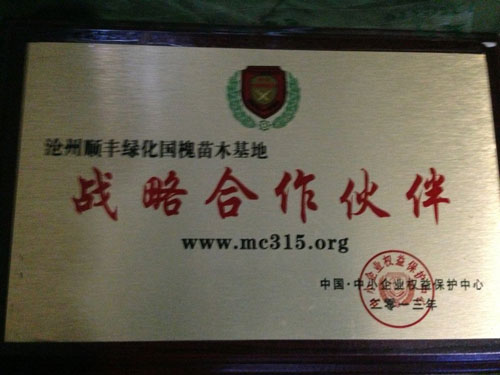 沧州顺丰绿化国槐苗木基地
战略合作伙伴
www.mc315.org
中国·中小企业权益保护中心
二零一三年